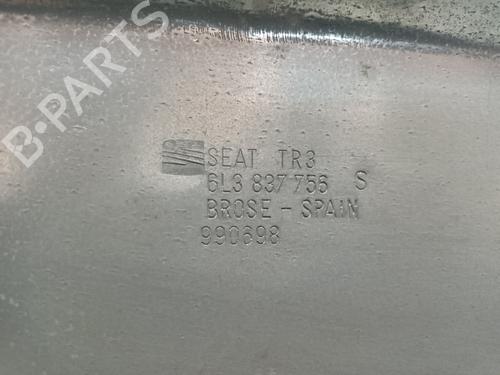 B-PARTS
SEAT TR3
6L3 837 756 S
BROSE - SPAIN
990698